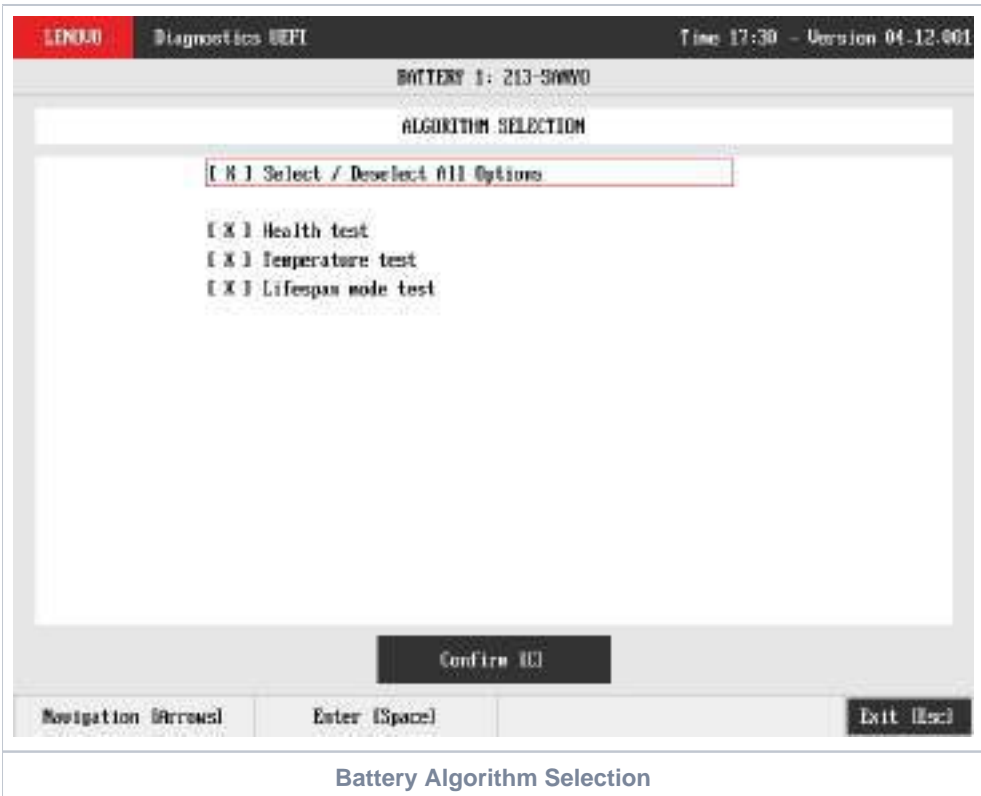 LENOVO Diagnostics UEFI Time 17:30 - Version 04.12.001
BATTERY 1: 213-SANYO
ALGORITHM SELECTION
[ X ] Select / Deselect All Options
[ X ] Health test
[ X ] Temperature test
[ X ] Lifespan mode test
Confirm [C]
Navigation [Arrows] Enter [Space] Exit [Esc]
Battery Algorithm Selection